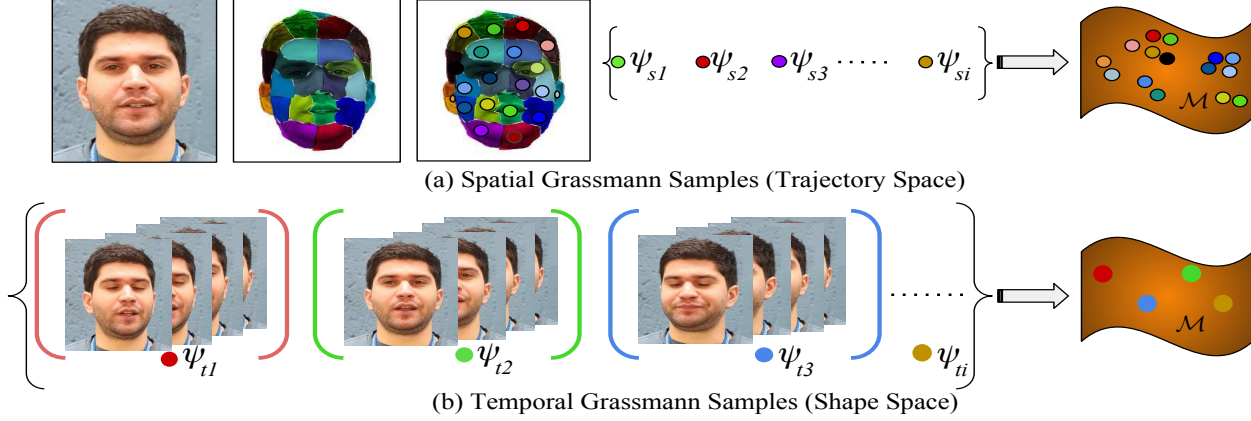 ψs1 ψs2 ψs3 ...... ψsi
ℳ
(a) Spatial Grassmann Samples (Trajectory Space)
ψt1 ψt2 ψt3 ........ ψti
ℳ
(b) Temporal Grassmann Samples (Shape Space)